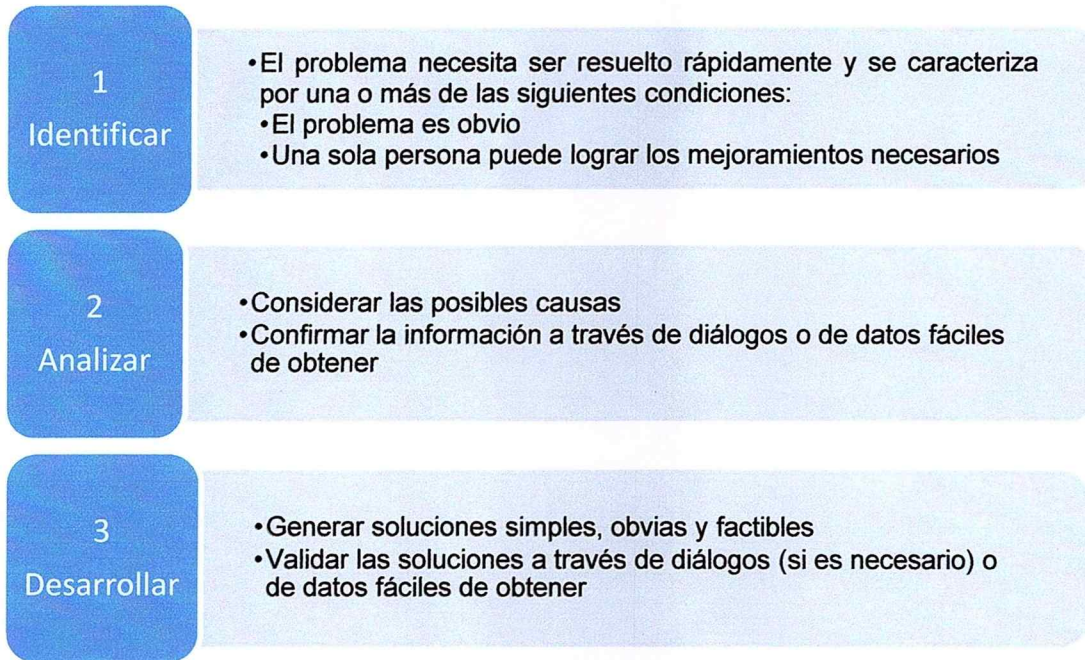 1
Identificar
•El problema necesita ser resuelto rápidamente y se caracteriza
por una o más de las siguientes condiciones:
•El problema es obvio
•Una sola persona puede lograr los mejoramientos necesarios
2
Analizar
•Considerar las posibles causas
•Confirmar la información a través de diálogos o de datos fáciles
de obtener
3
Desarrollar
•Generar soluciones simples, obvias y factibles
•Validar las soluciones a través de diálogos (si es necesario) o
de datos fáciles de obtener